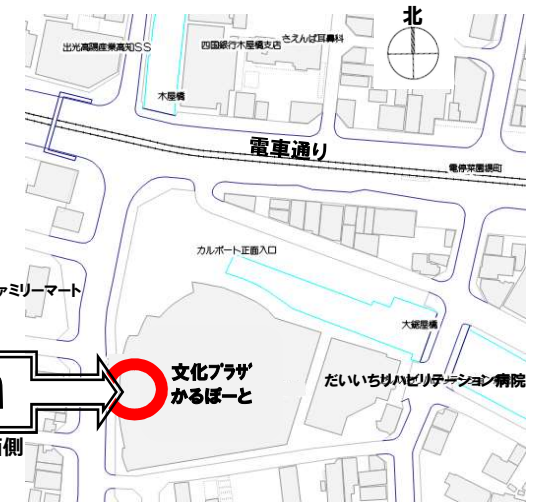 北
出光高陽産業高知SS
四国銀行木屋橋支店
さえんば耳鼻科
木屋橋
電車通り
電停菜園場町
カルポート正面入口
ァミリーマート
大鋸屋橋
文化プラザ
かるぽーと
だいいちリハビリテーション病院
側